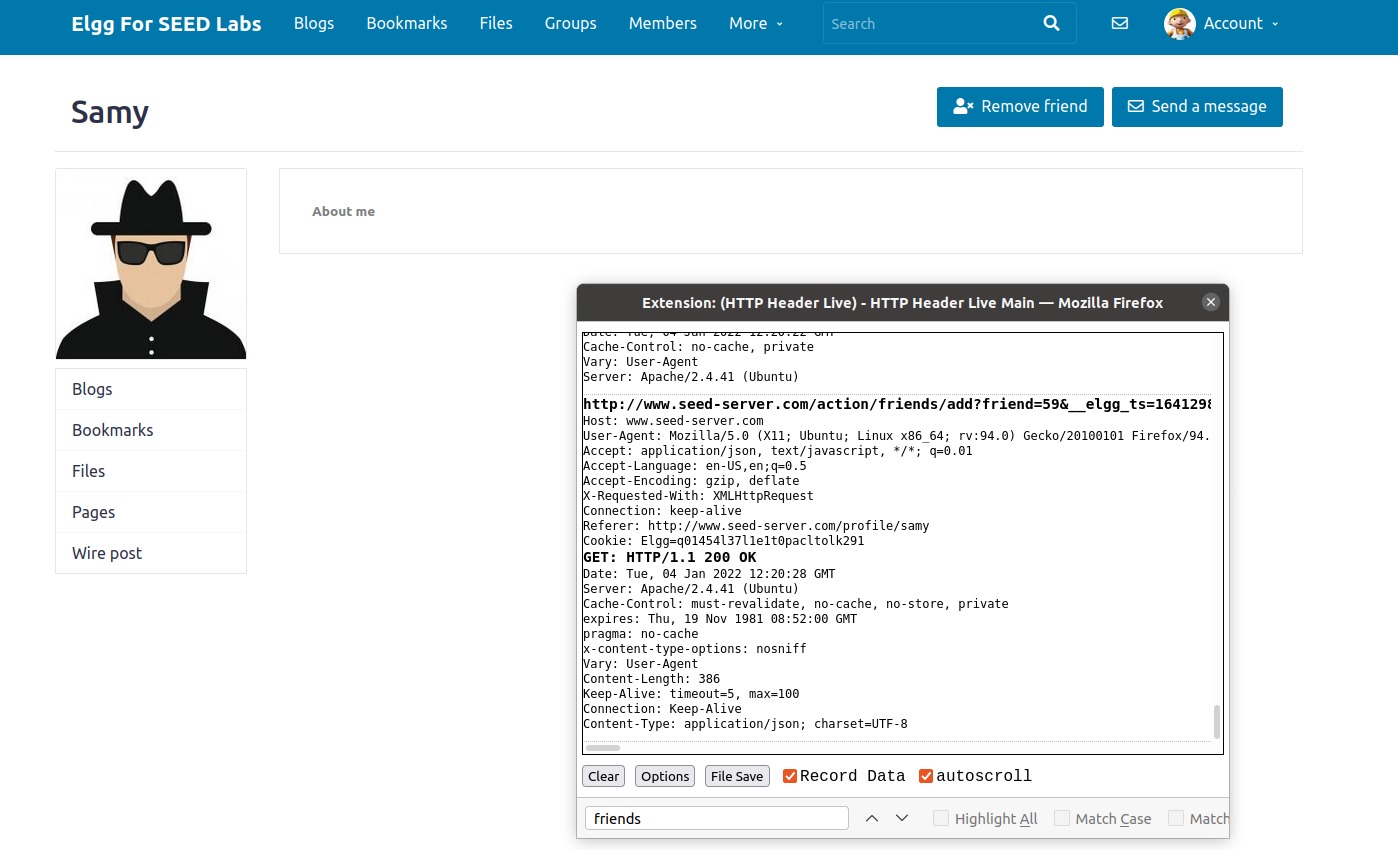 Elgg For SEED Labs Blogs Bookmarks Files Groups Members More Search Account
Samy
Remove friend Send a message
About me
Blogs
Bookmarks
Files
Pages
Wire post
Extension: (HTTP Header Live) - HTTP Header Live Main — Mozilla Firefox
Date: Tue, 04 Jan 2022 12:20:22 GMT
Cache-Control: no-cache, private
Vary: User-Agent
Server: Apache/2.4.41 (Ubuntu)
http://www.seed-server.com/action/friends/add?friend=59&__elgg_ts=1641298
Host: www.seed-server.com
User-Agent: Mozilla/5.0 (X11; Ubuntu; Linux x86_64; rv:94.0) Gecko/20100101 Firefox/94.
Accept: application/json, text/javascript, */*; q=0.01
Accept-Language: en-US,en;q=0.5
Accept-Encoding: gzip, deflate
X-Requested-With: XMLHttpRequest
Connection: keep-alive
Referer: http://www.seed-server.com/profile/samy
Cookie: Elgg=q01454l37l1e1t0pacltolk291
GET: HTTP/1.1 200 OK
Date: Tue, 04 Jan 2022 12:20:28 GMT
Server: Apache/2.4.41 (Ubuntu)
Cache-Control: must-revalidate, no-cache, no-store, private
expires: Thu, 19 Nov 1981 08:52:00 GMT
pragma: no-cache
x-content-type-options: nosniff
Vary: User-Agent
Content-Length: 386
Keep-Alive: timeout=5, max=100
Connection: Keep-Alive
Content-Type: application/json; charset=UTF-8
Clear Options File Save Record Data autoscroll
friends Highlight All Match Case Match